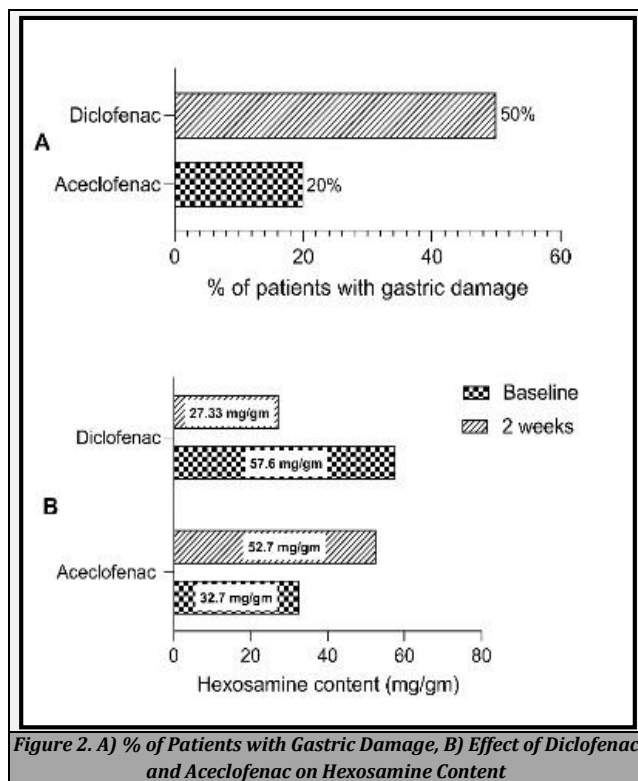 Diclofenac
50%
A
Aceclofenac
20%
0 20 40 60
% of patients with gastric damage
Baseline
2 weeks
27.33 mg/gm
Diclofenac
57.6 mg/gm
B
52.7 mg/gm
Aceclofenac
32.7 mg/gm
0 20 40 60 80
Hexosamine content (mg/gm)
Figure 2. A) % of Patients with Gastric Damage, B) Effect of Diclofenac
and Aceclofenac on Hexosamine Content